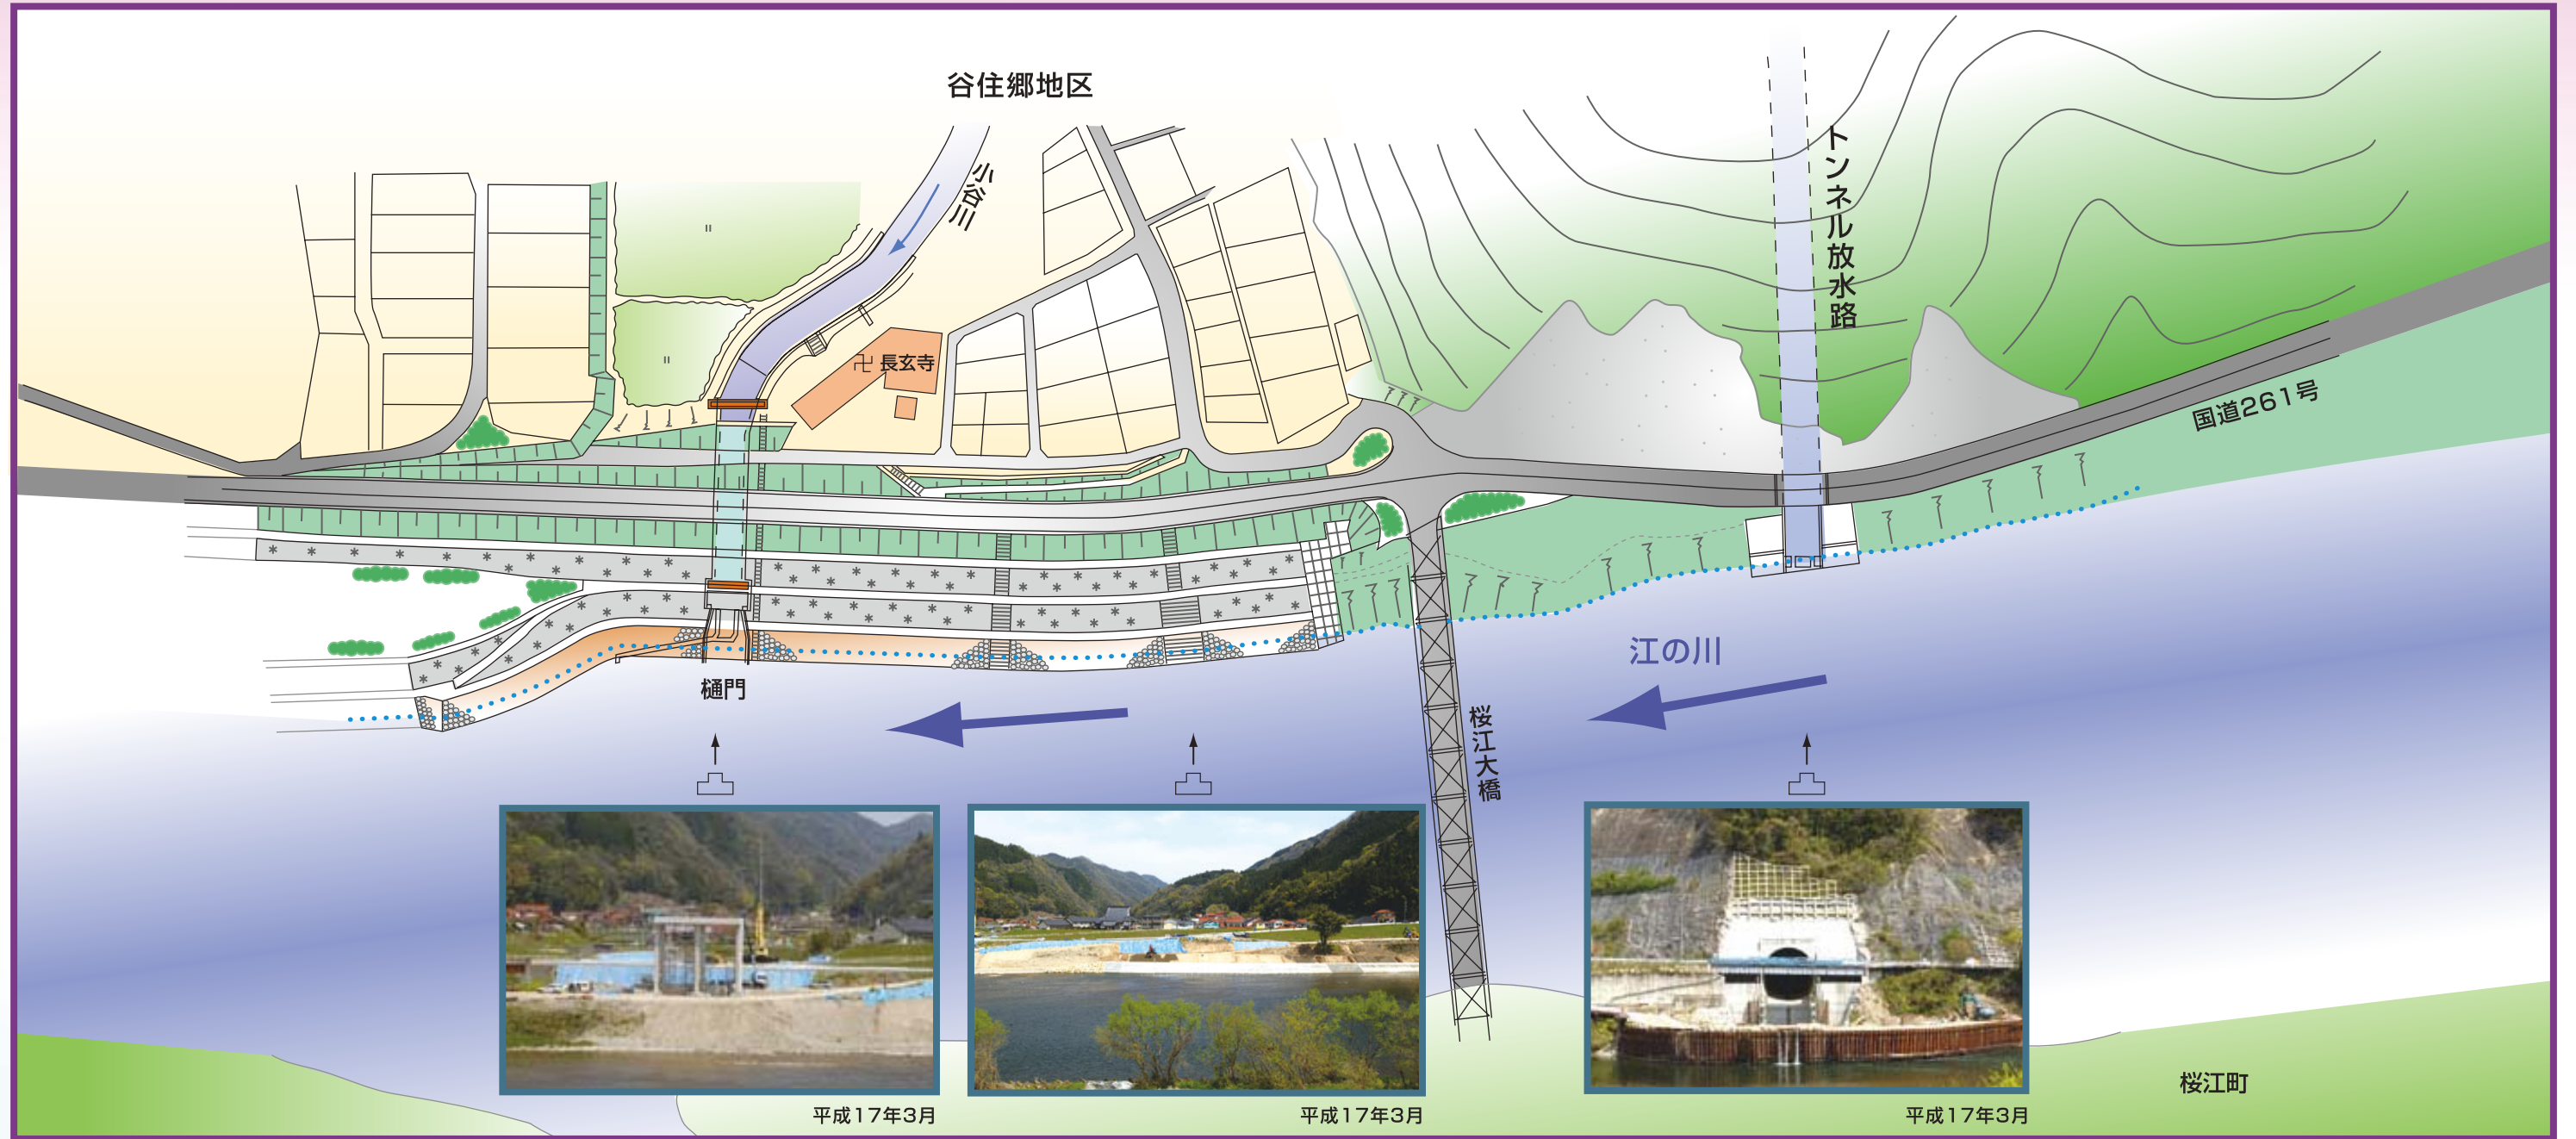 谷住郷地区
小谷川
トンネル放水路
卍 長玄寺
国道261号
江の川
樋門
桜江大橋
桜江町
平成17年3月
平成17年3月
平成17年3月